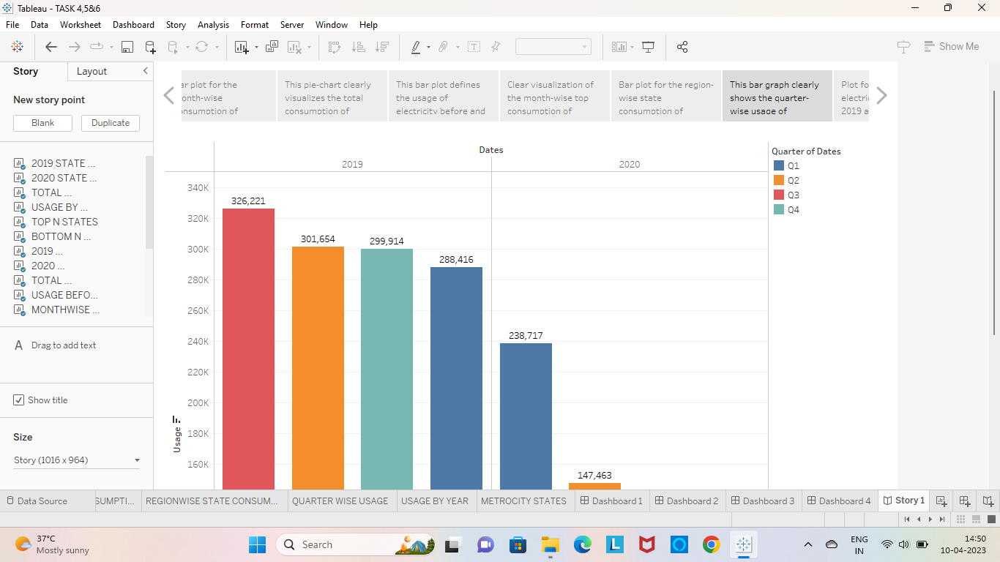 Tableau - TASK 4,5&6
File Data Worksheet Dashboard Story Analysis Format Server Window Help
Show Me
Story Layout
New story point
Blank Duplicate
2019 STATE ...
2020 STATE ...
TOTAL ...
USAGE BY ...
TOP N STATES
BOTTOM N ...
2019 ...
2020 ...
TOTAL ...
USAGE BEFO...
MONTHWISE ...
A Drag to add text
Show title
Size
Story (1016 x 964)
ar plot for the
onth-wise
nsumption of
This pie-chart clearly
visualizes the total
consumption of
This bar plot defines
the usage of
electricity before and
Clear visualization of
the month-wise top
consumption of
Bar plot for the region-
wise state
consumption of
This bar graph clearly
shows the quarter-
wise usage of
Plot fo
electri
2019 a
Dates
2019 2020
340K
320K
300K
280K
260K
240K
220K
200K
180K
160K
Usage
326,221
301,654
299,914
288,416
238,717
147,463
Quarter of Dates
Q1
Q2
Q3
Q4
Data Source SUMPTI... REGIONWISE STATE CONSUM... QUARTER WISE USAGE USAGE BY YEAR METROCITY STATES Dashboard 1 Dashboard 2 Dashboard 3 Dashboard 4 Story 1
37°C
Mostly sunny
Search
L
ENG
IN
14:50
10-04-2023